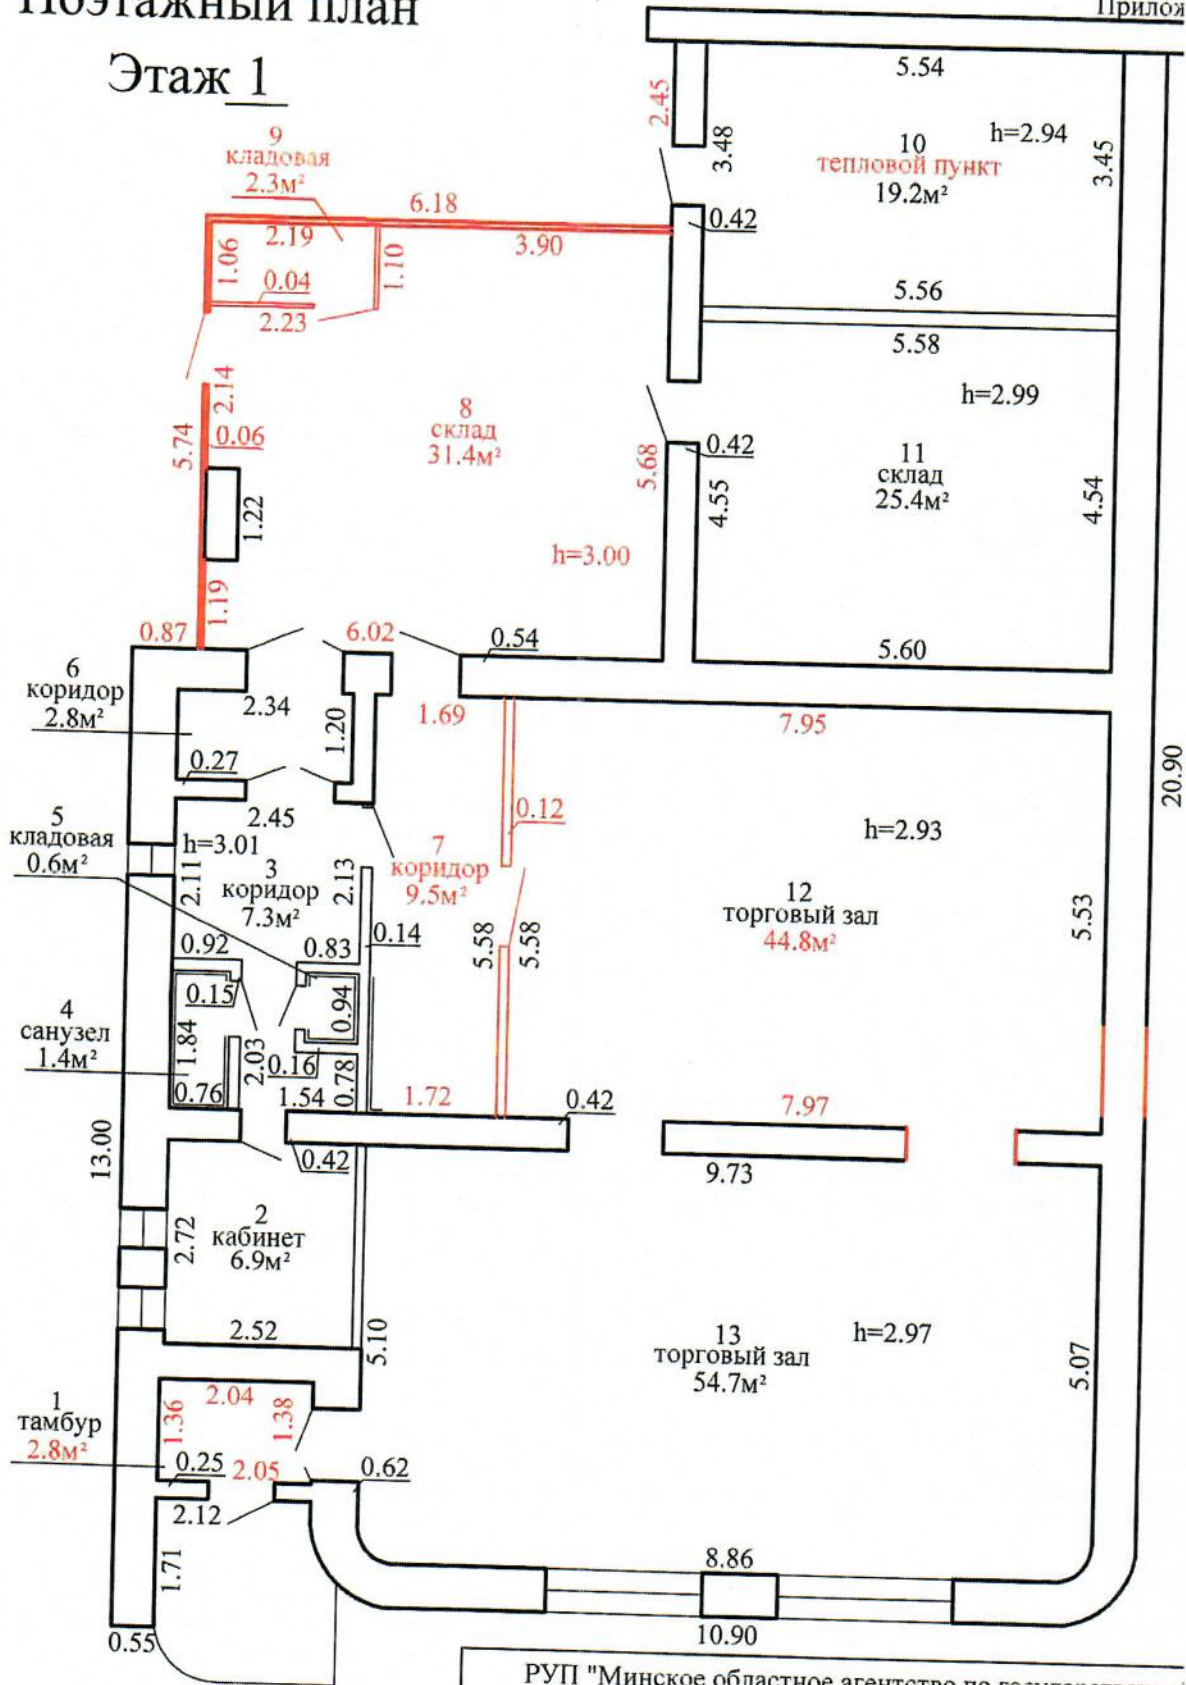 Поэтажный план
Прилож
Этаж 1
5.54
2.45
3.48
10
тепловой пункт
19.2м²
h=2.94
3.45
9
кладовая
2.3м²
6.18
0.42
2.19
3.90
1.06
1.10
0.04
2.23
5.56
5.58
h=2.99
2.14
5.74
0.06
8
склад
31.4м²
5.68
0.42
11
склад
25.4м²
4.55
4.54
1.22
h=3.00
1.19
0.87
6.02
0.54
5.60
6
коридор
2.8м²
2.34
1.20
1.69
7.95
20.90
0.27
2.45
0.12
5
кладовая
0.6м²
h=3.01
h=2.93
2.11
3
коридор
7.3м²
2.13
7
коридор
9.5м²
12
торговый зал
44.8м²
5.53
0.92
0.83
0.14
5.58
5.58
0.15
0.94
4
санузел
1.4м²
1.84
2.03
0.16
0.78
0.76
1.54
1.72
0.42
7.97
13.00
0.42
9.73
2
кабинет
6.9м²
2.72
2.52
5.10
13
торговый зал
54.7м²
h=2.97
5.07
1
тамбур
2.8м²
2.04
1.36
1.38
0.25
2.05
0.62
2.12
1.71
8.86
0.55
10.90
РУП "Минское областное агентство по государственн